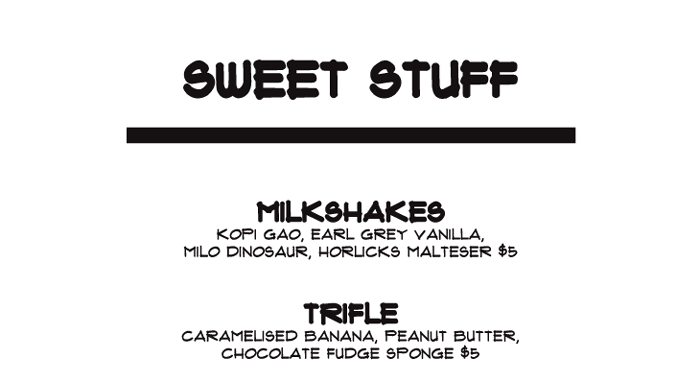 SWEET STUFF
MILKSHAKES
KOPI GAO, EARL GREY VANILLA,
MILO DINOSAUR, HORLICKS MALTESER $5
TRIFLE
CARAMELISED BANANA, PEANUT BUTTER,
CHOCOLATE FUDGE SPONGE $5